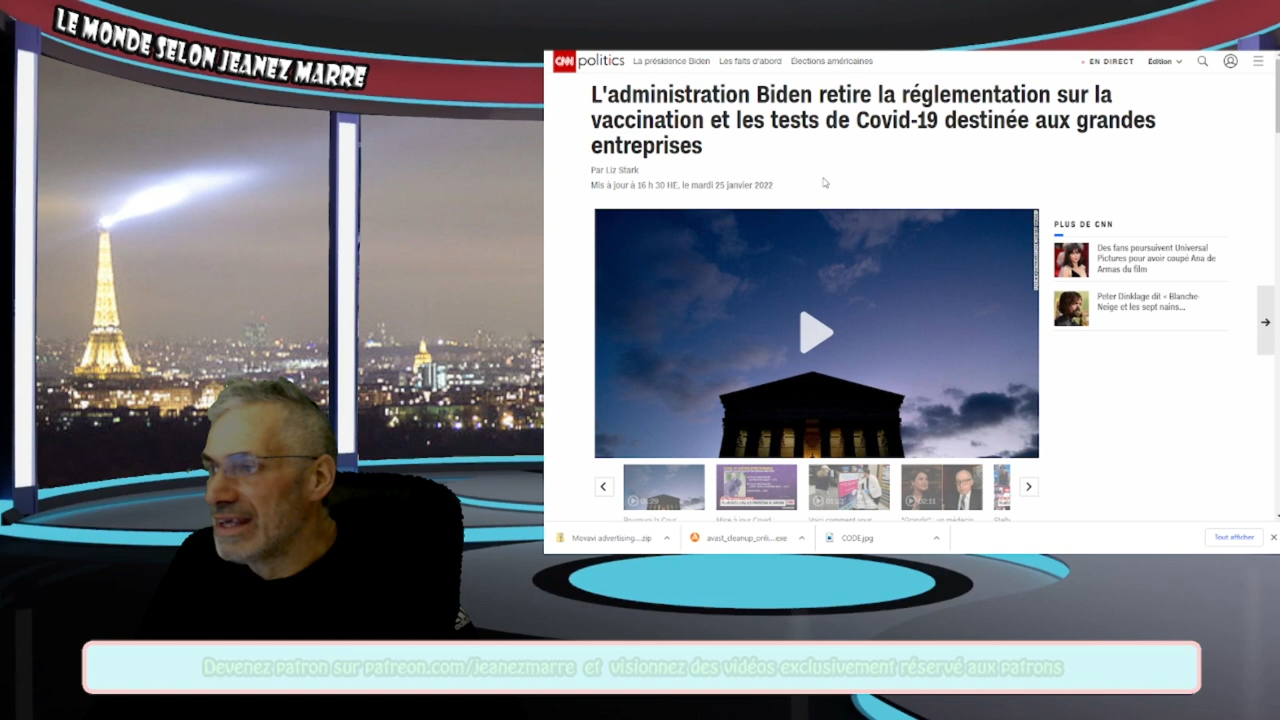 LE MONDE SELON JEANEZ MARRE
CNN politics La présidence Biden Les faits d'abord Élections américaines
EN DIRECT Édition
L'administration Biden retire la réglementation sur la
vaccination et les tests de Covid-19 destinée aux grandes
entreprises
Par Liz Stark
Mis à jour à 16 h 30 HE, le mardi 25 janvier 2022
PLUS DE CNN
Des fans poursuivent Universal
Pictures pour avoir coupé Ana de
Armas du film
Peter Dinklage dit « Blanche-
Neige et les sept nains...
02:11
Movavi advertising....zip
avast_cleanup_onli....exe
CODE.jpg
Tout afficher
adidas
Devenez patron sur patreon.com/jeanezmarre et visionnez des vidéos exclusivement réservé aux patrons